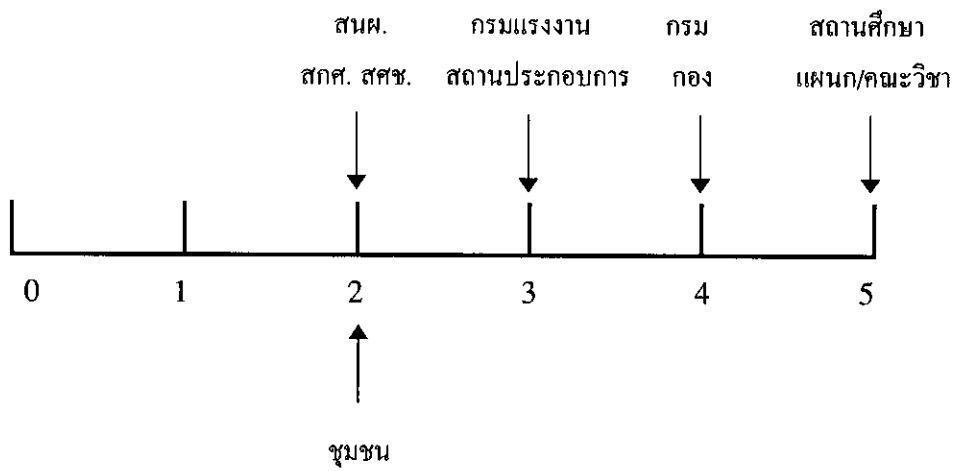 สนผ. กรมแรงงาน กรม สถานศึกษา
สกศ. สศช. สถานประกอบการ กอง แผนก/คณะวิชา
0 1 2 3 4 5
ชุมชน